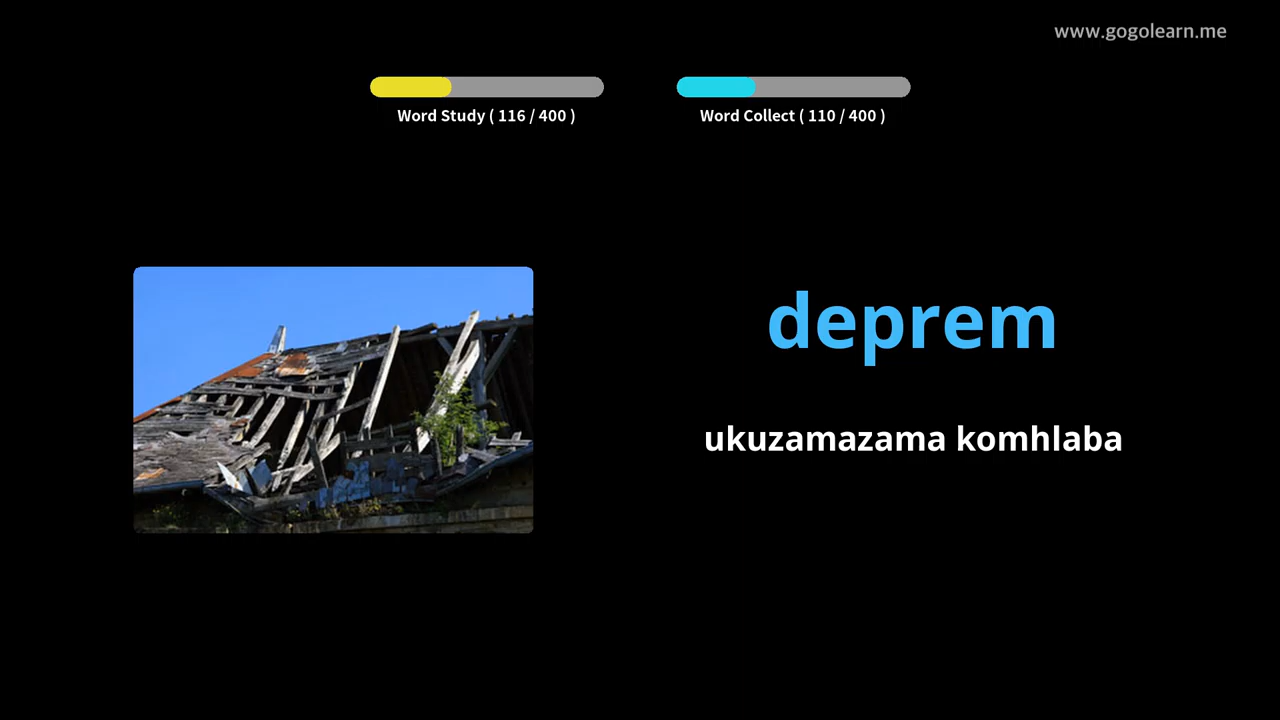 www.gogolearn.me
Word Study ( 116 / 400 )
Word Collect ( 110 / 400 )
deprem
ukuzamazama komhlaba